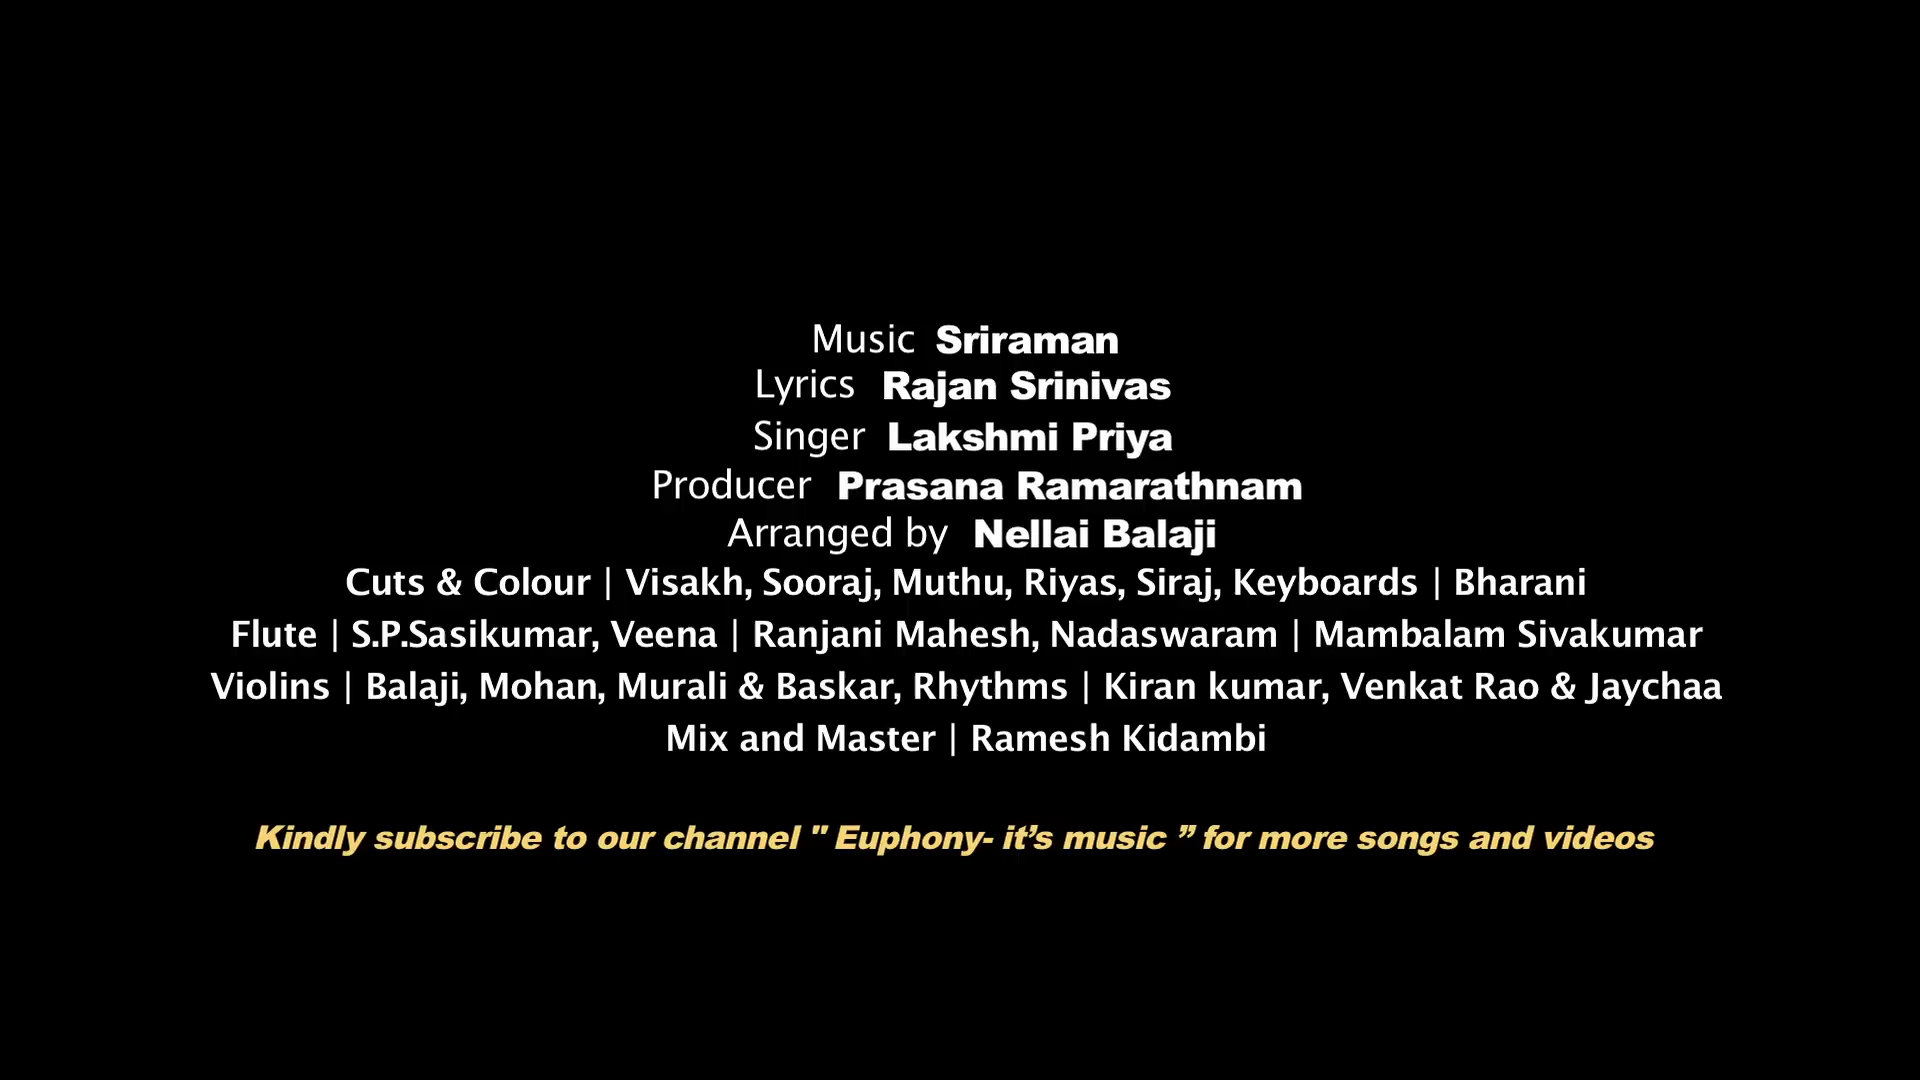 Music Sriraman
Lyrics Rajan Srinivas
Singer Lakshmi Priya
Producer Prasana Ramarathnam
Arranged by Nellai Balaji
Cuts & Colour | Visakh, Sooraj, Muthu, Riyas, Siraj, Keyboards | Bharani
Flute | S.P.Sasikumar, Veena | Ranjani Mahesh, Nadaswaram | Mambalam Sivakumar
Violins | Balaji, Mohan, Murali & Baskar, Rhythms | Kiran kumar, Venkat Rao & Jaychaa
Mix and Master | Ramesh Kidambi
Kindly subscribe to our channel " Euphony- it’s music ” for more songs and videos